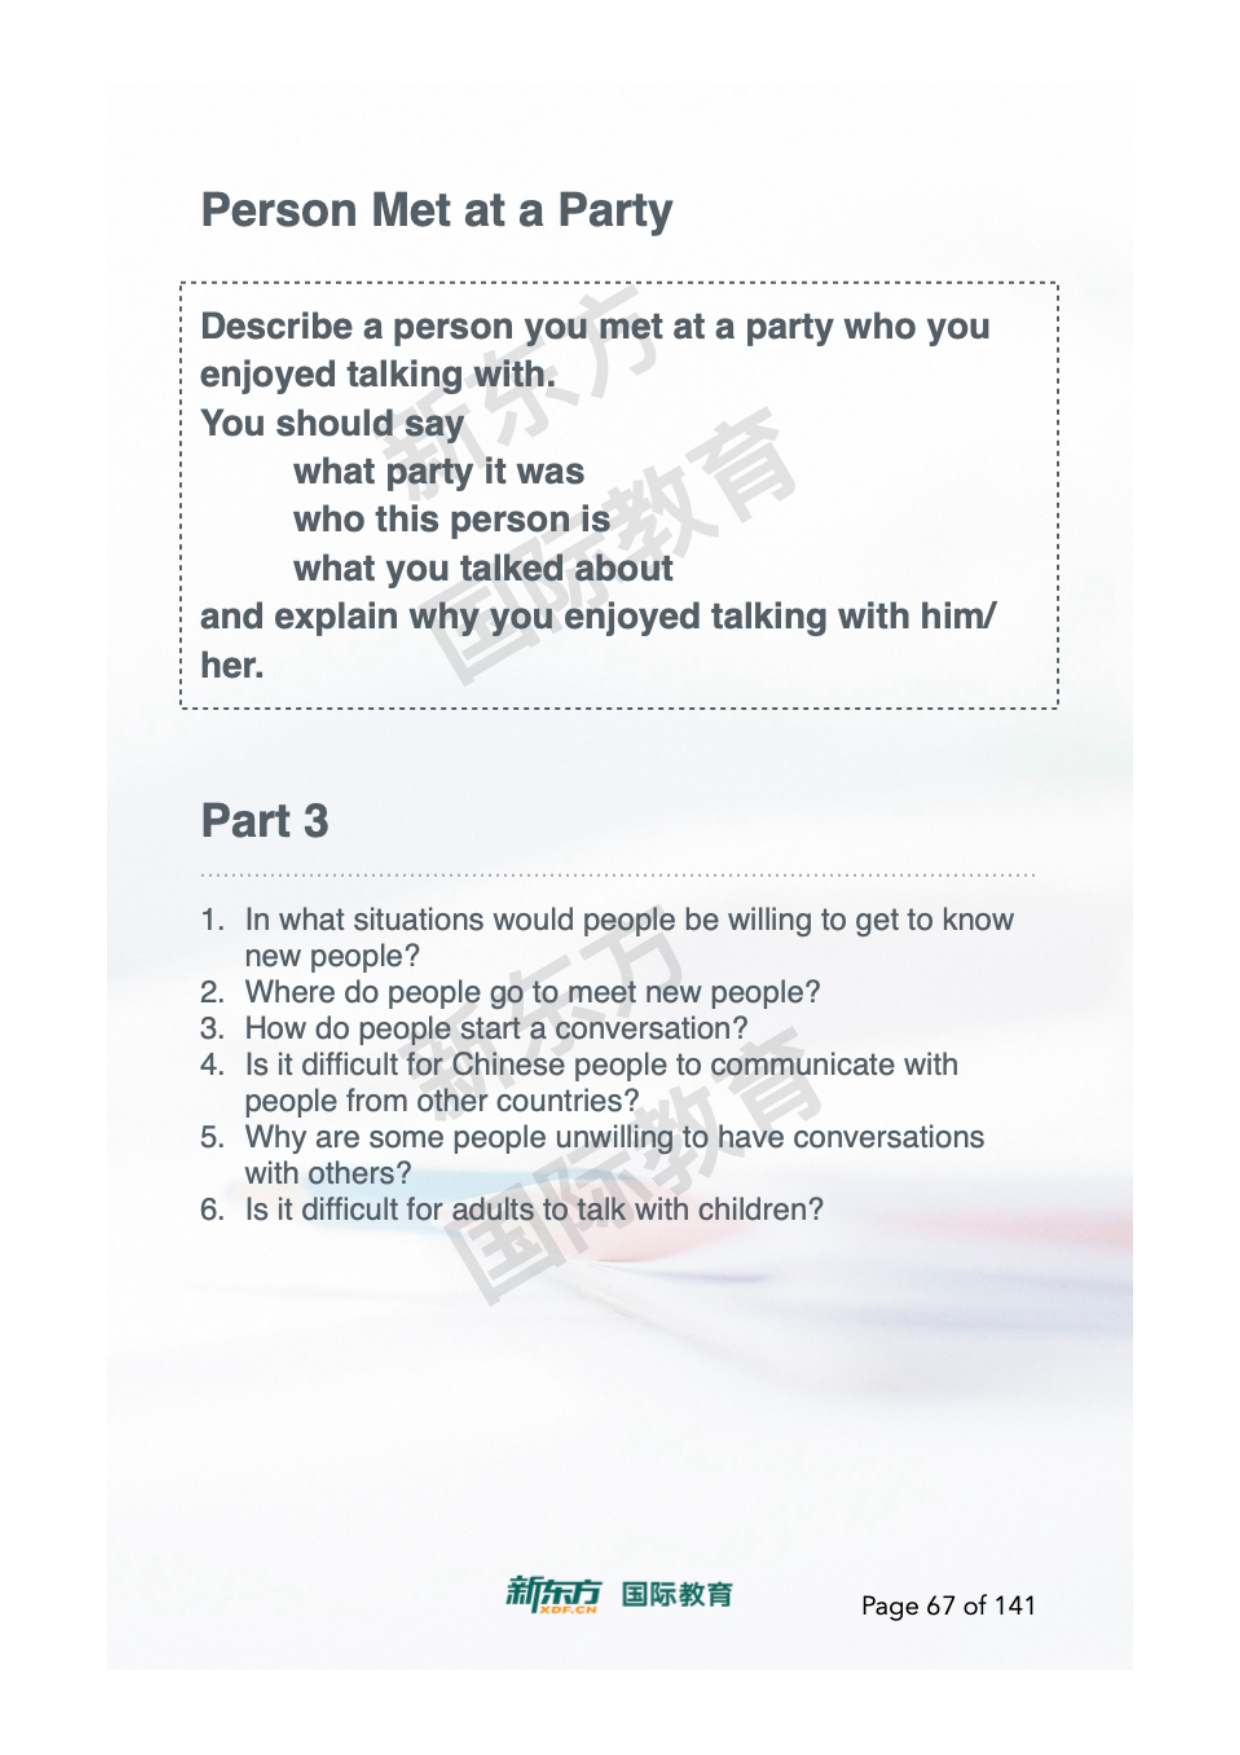 Person Met at a Party
Describe a person you met at a party who you
enjoyed talking with.
You should say
what party it was
who this person is
what you talked about
and explain why you enjoyed talking with him/
her.
新东方
国际教育
Part 3
1. In what situations would people be willing to get to know
new people?
2. Where do people go to meet new people?
3. How do people start a conversation?
4. Is it difficult for Chinese people to communicate with
people from other countries?
5. Why are some people unwilling to have conversations
with others?
6. Is it difficult for adults to talk with children?
新东方
国际教育
新东方 XDF.CN 国际教育
Page 67 of 141